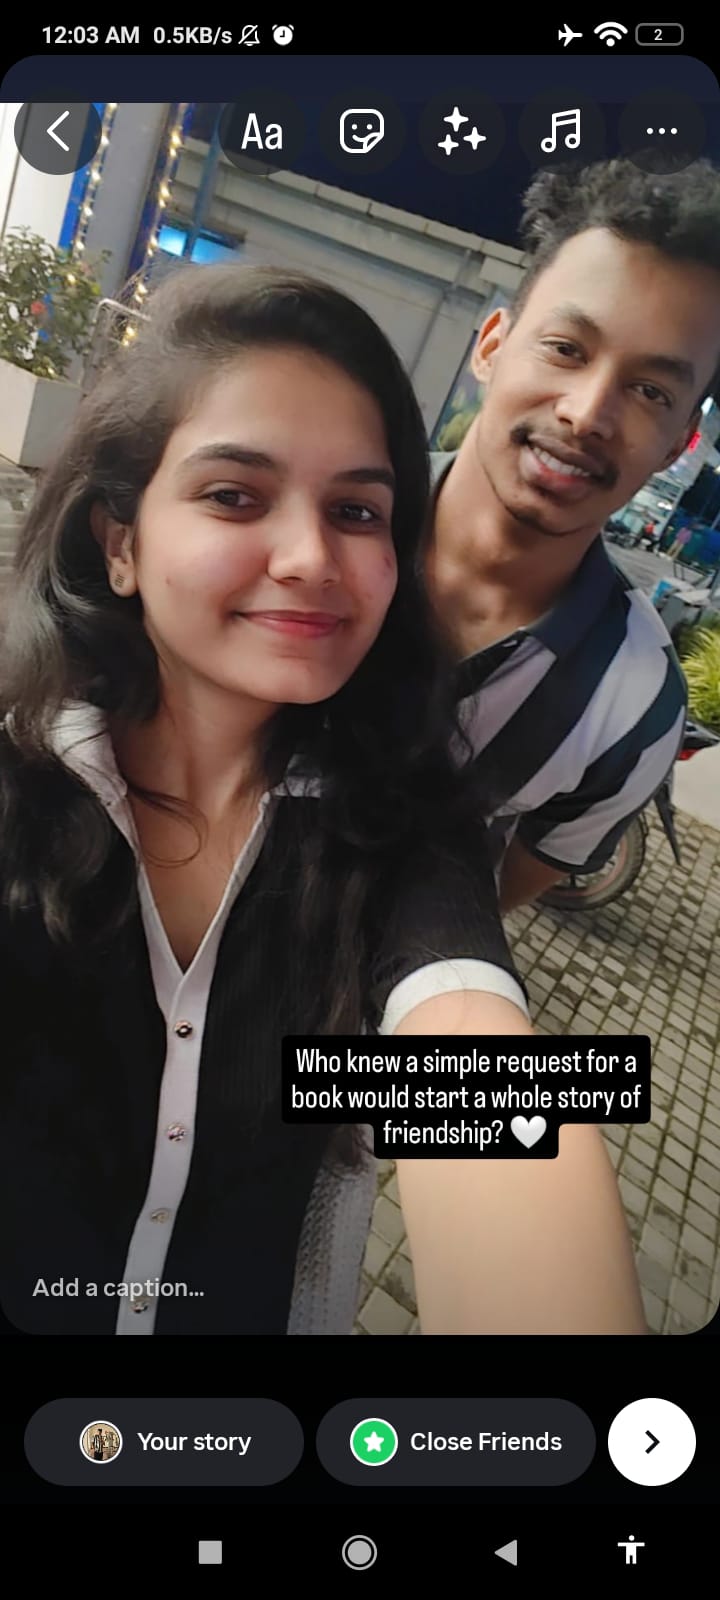 12:03 AM 0.5KB/s
2
Aa
Who knew a simple request for a
book would start a whole story of
friendship? 🤍
Add a caption...
Your story
Close Friends